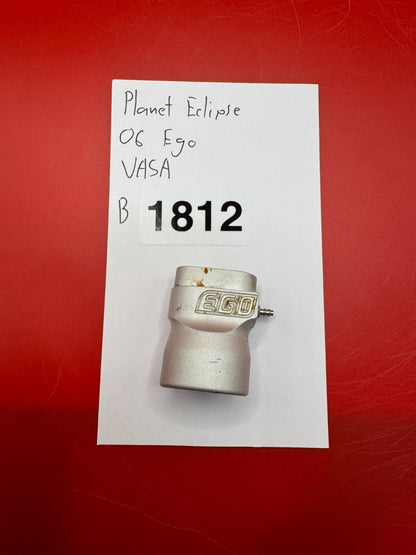 Planet Eclipse
06 Ego
VASA
B 1812
EGO